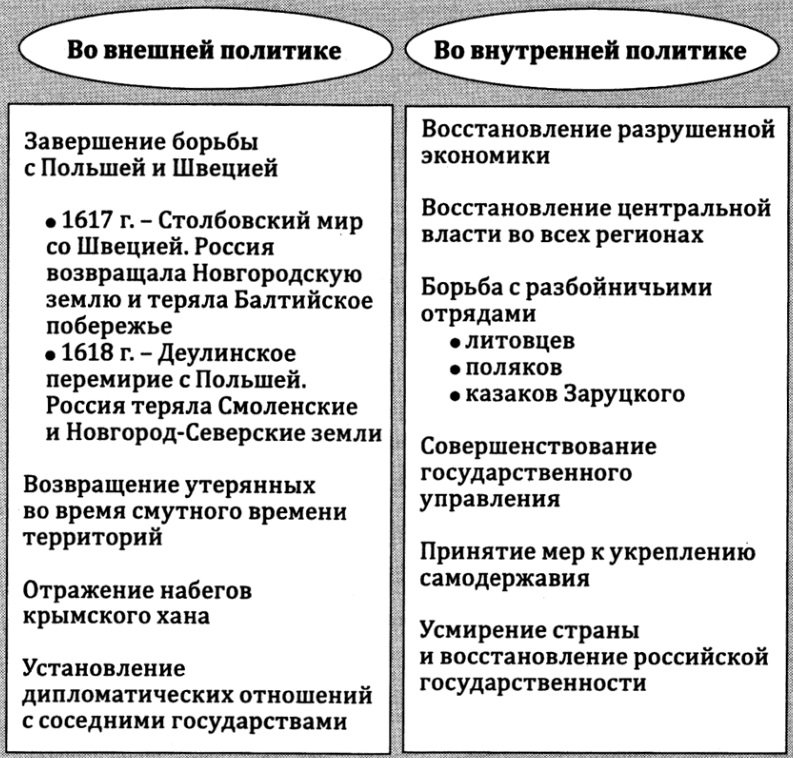 Во внешней политике
Завершение борьбы
с Польшей и Швецией
• 1617 г. – Столбовский мир
со Швецией. Россия
возвращала Новгородскую
землю и теряла Балтийское
побережье
• 1618 г. – Деулинское
перемирие с Польшей.
Россия теряла Смоленские
и Новгород-Северские земли
Возвращение утерянных
во время смутного времени
территорий
Отражение набегов
крымского хана
Установление
дипломатических отношений
с соседними государствами
Во внутренней политике
Восстановление разрушенной
экономики
Восстановление центральной
власти во всех регионах
Борьба с разбойничьими
отрядами
• литовцев
• поляков
• казаков Заруцкого
Совершенствование
государственного
управления
Принятие мер к укреплению
самодержавия
Усмирение страны
и восстановление российской
государственности